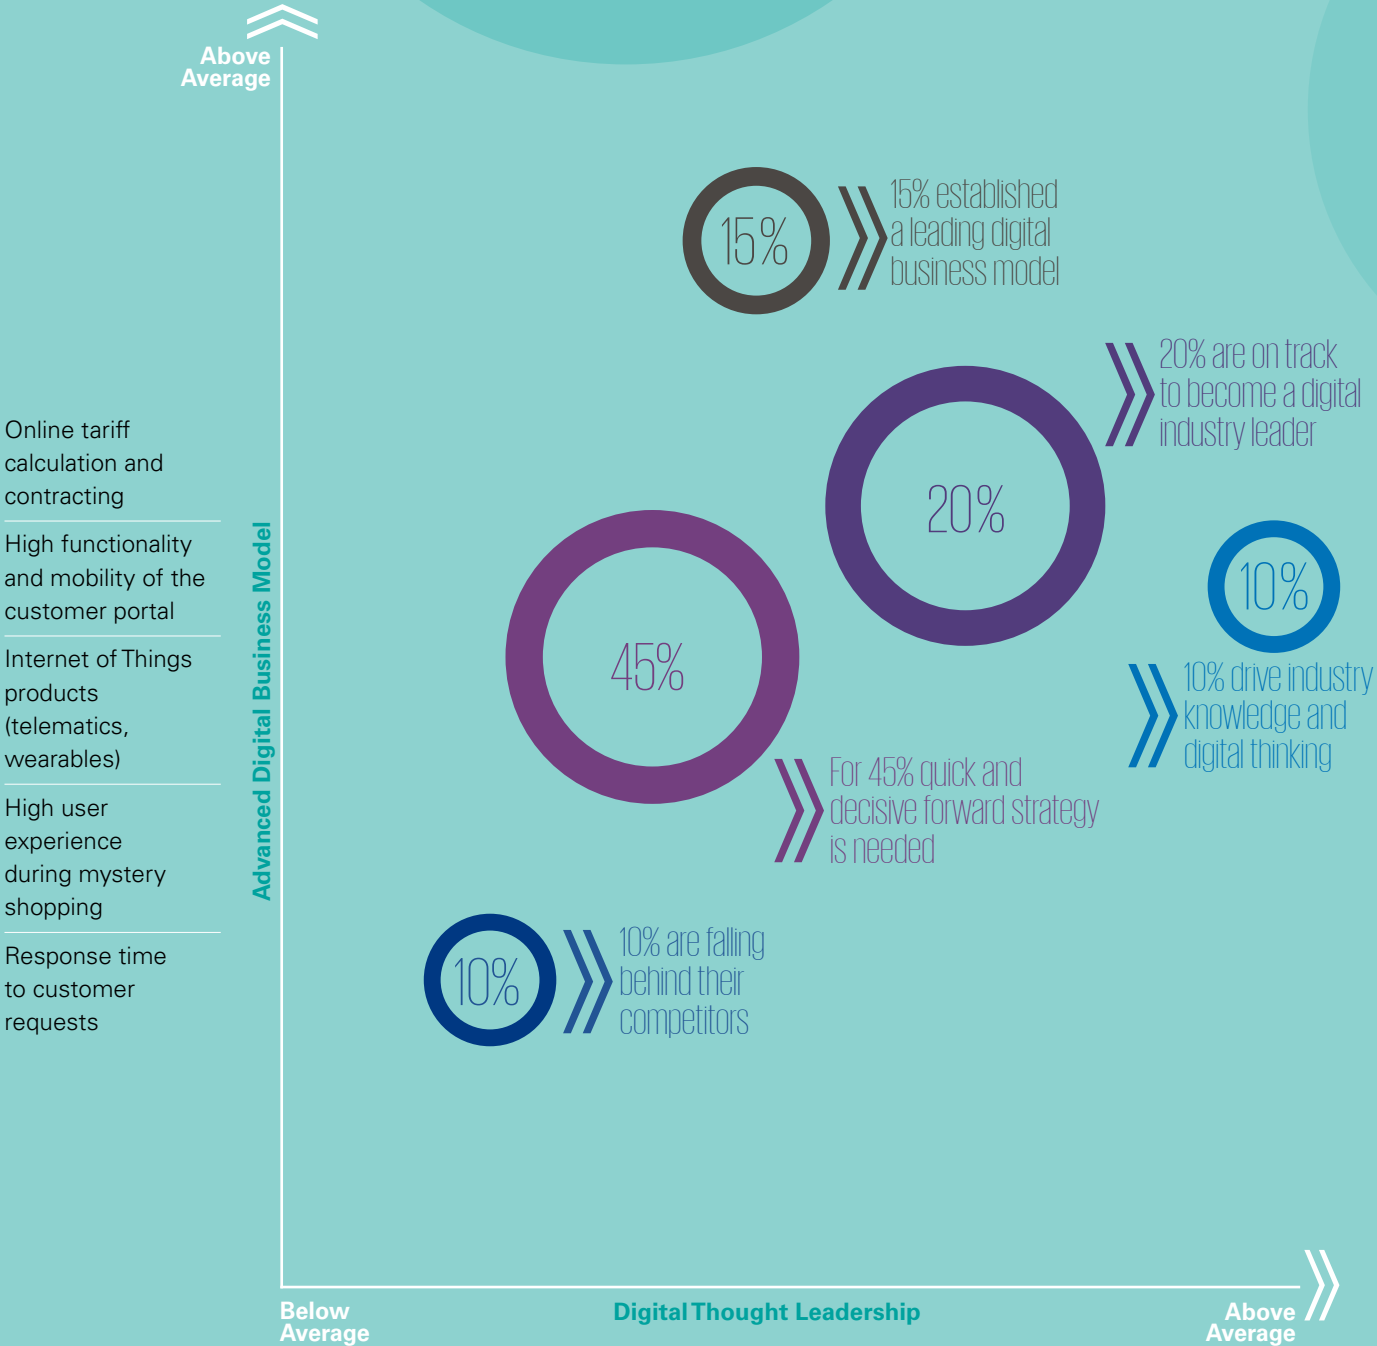 Above
Average
15%
15% established
a leading digital
business model
20% are on track
to become a digital
industry leader
20%
10%
10% drive industry
knowledge and
digital thinking
45%
For 45% quick and
decisive forward strategy
is needed
10%
10% are falling
behind their
competitors
Online tariff
calculation and
contracting
High functionality
and mobility of the
customer portal
Internet of Things
products
(telematics,
wearables)
High user
experience
during mystery
shopping
Response time
to customer
requests
Advanced Digital Business Model
Below
Average
Digital Thought Leadership
Above
Average